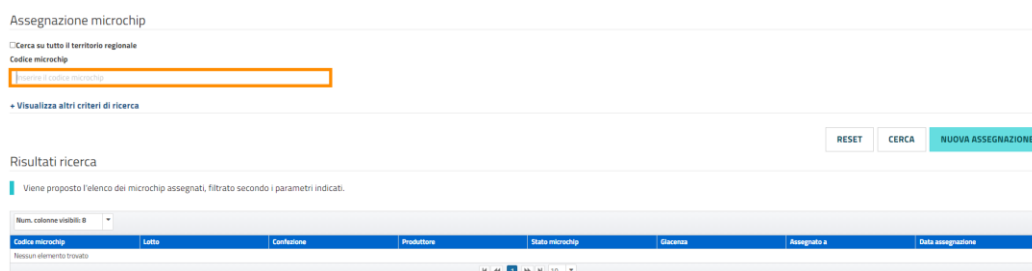 Assegnazione microchip
Cerca su tutto il territorio regionale
Codice microchip
Inserire il codice microchip
+ Visualizza altri criteri di ricerca
RESET CERCA NUOVA ASSEGNAZIONE
Risultati ricerca
Viene proposto l'elenco dei microchip assegnati, filtrato secondo i parametri indicati.
Num. colonne visibili: 8
Codice microchip Lotto Confezione Produttore Stato microchip Giacenza Assegnato a Data assegnazione
Nessun elemento trovato
1 10